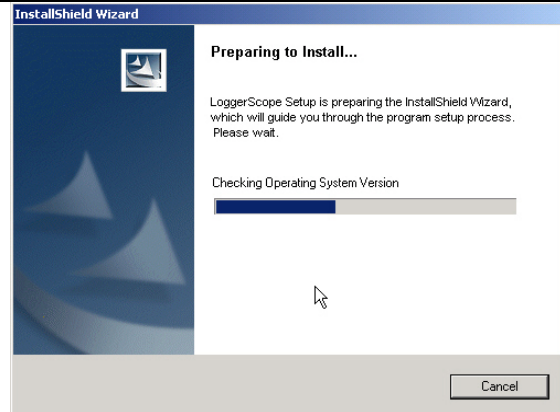 InstallShield Wizard
Preparing to Install...
LoggerScope Setup is preparing the InstallShield Wizard,
which will guide you through the program setup process.
Please wait.
Checking Operating System Version
Cancel